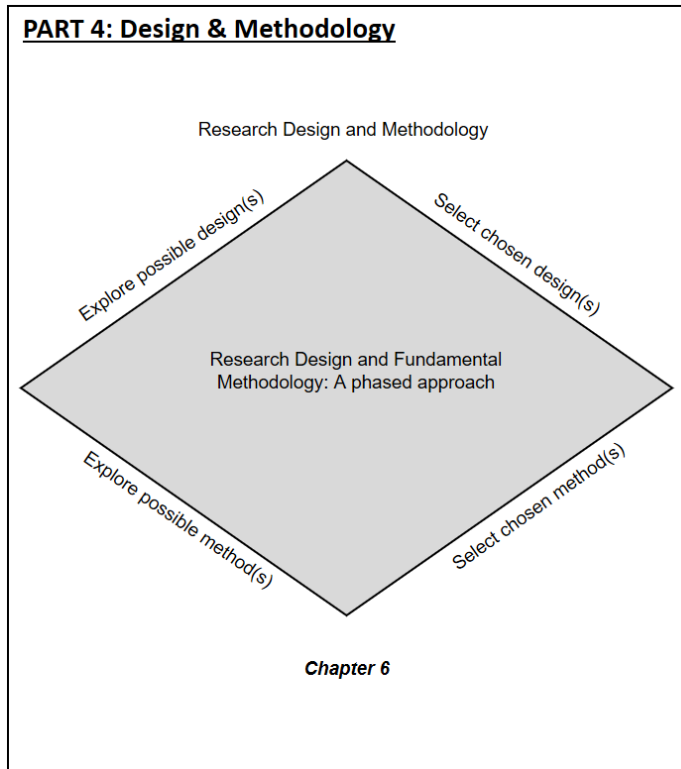 PART 4: Design & Methodology
Research Design and Methodology
Explore possible design(s)
Select chosen design(s)
Research Design and Fundamental
Methodology: A phased approach
Explore possible method(s)
Select chosen method(s)
Chapter 6